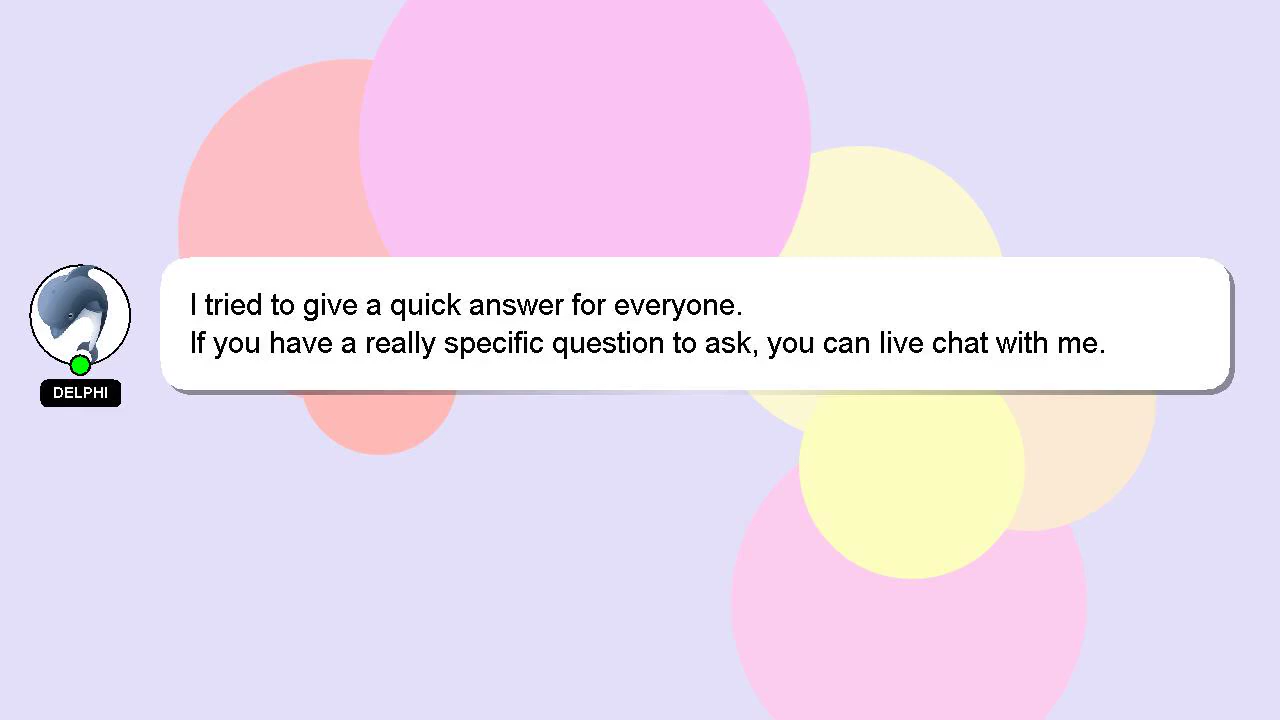 I tried to give a quick answer for everyone.
If you have a really specific question to ask, you can live chat with me.
DELPHI